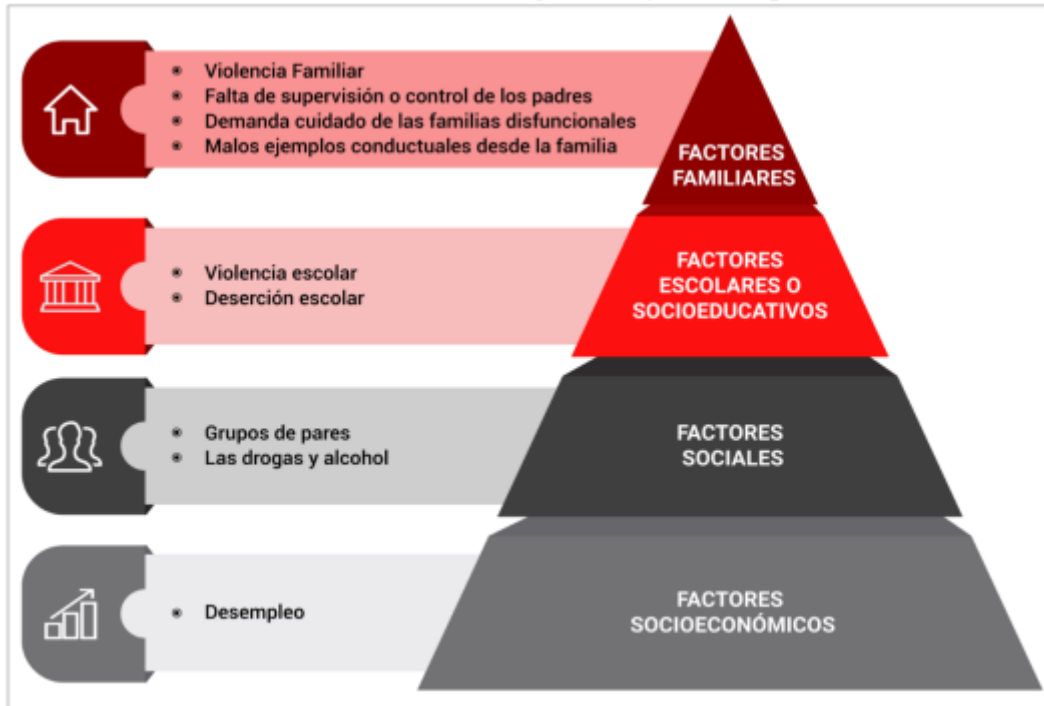 Violencia Familiar
Falta de supervisión o control de los padres
Demanda cuidado de las familias disfuncionales
Malos ejemplos conductuales desde la familia
FACTORES
FAMILIARES
Violencia escolar
Deserción escolar
FACTORES
ESCOLARES O
SOCIOEDUCATIVOS
Grupos de pares
Las drogas y alcohol
FACTORES
SOCIALES
Desempleo
FACTORES
SOCIOECONÓMICOS